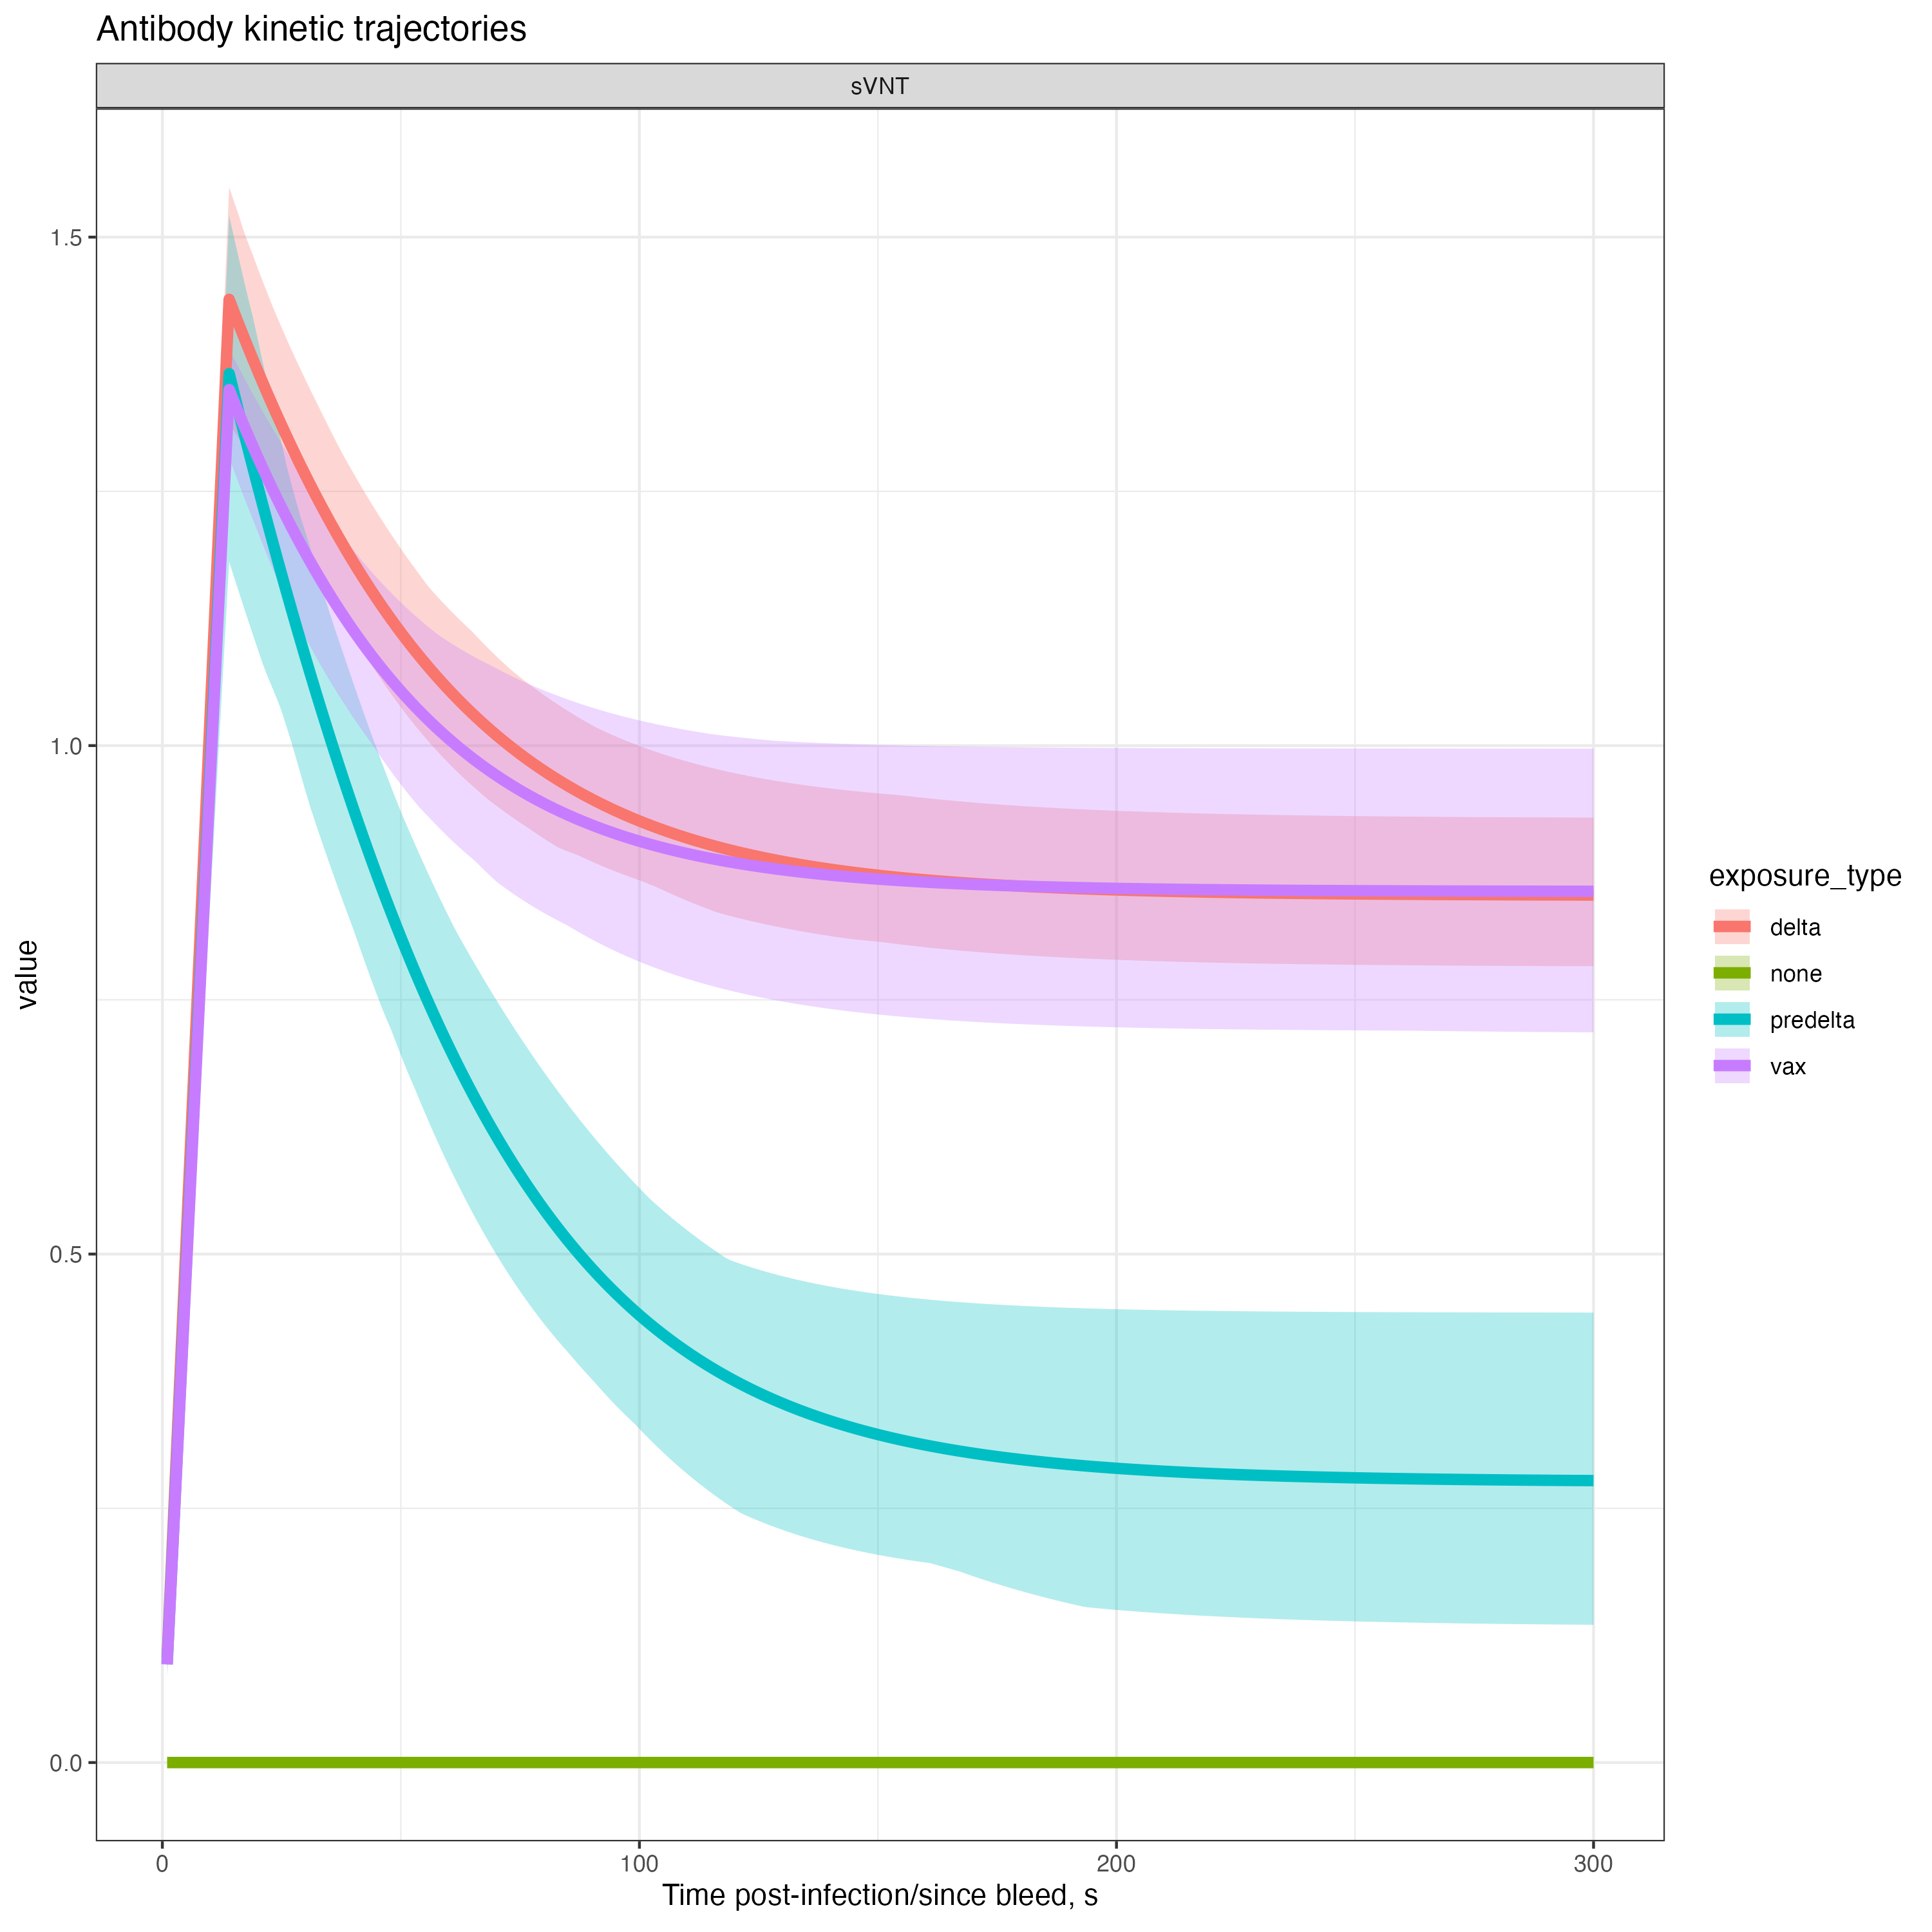 Antibody kinetic trajectories
sVNT
1.5
1.0
0.5
0.0
value
0 100 200 300
Time post-infection/since bleed, s
exposure_type
delta
none
predelta
vax